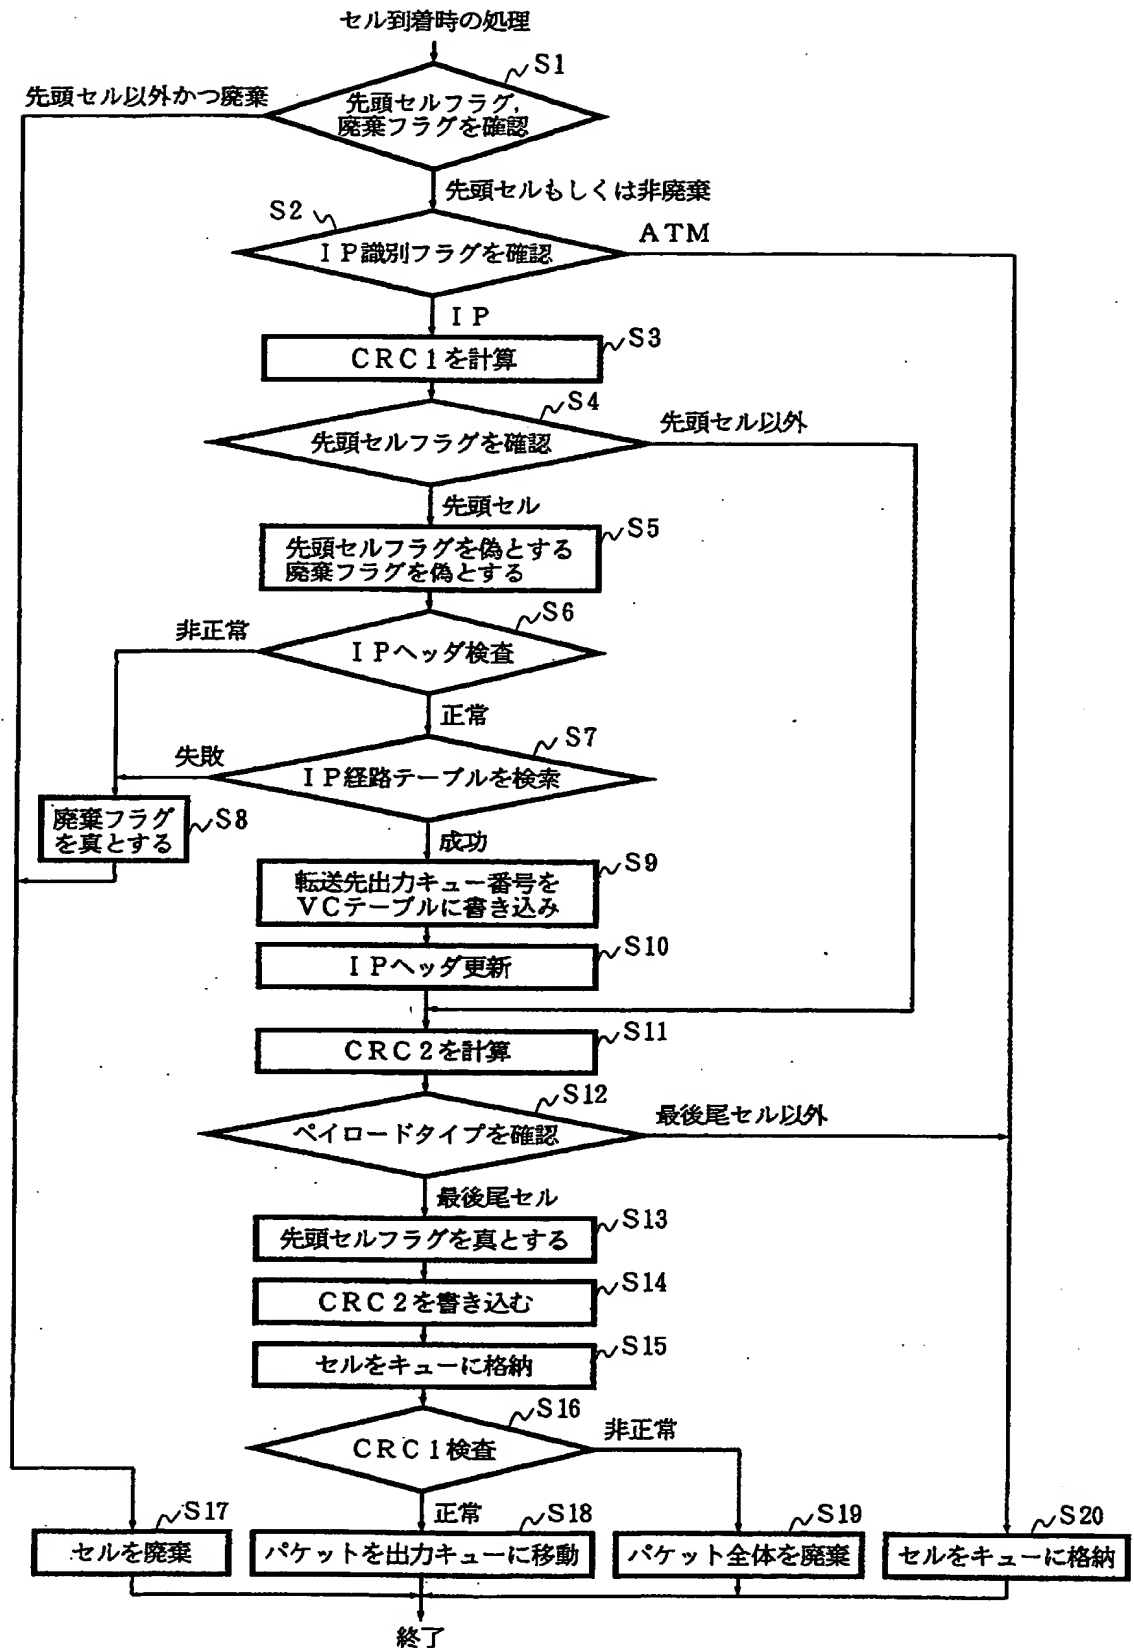 セル到着時の処理
S1
先頭セル以外かつ廃棄
先頭セルフラグ,
廃棄フラグを確認
先頭セルもしくは非廃棄
S2
ATM
IP識別フラグを確認
IP
S3
CRC1を計算
S4
先頭セル以外
先頭セルフラグを確認
先頭セル
S5
先頭セルフラグを偽とする
廃棄フラグを偽とする
S6
非正常
IPヘッダ検査
正常
S7
失敗
IP経路テーブルを検索
廃棄フラグ
を真とする
S8
成功
S9
転送先出力キュー番号を
VCテーブルに書き込み
S10
IPヘッダ更新
S11
CRC2を計算
S12
最後尾セル以外
ペイロードタイプを確認
最後尾セル
S13
先頭セルフラグを真とする
S14
CRC2を書き込む
S15
セルをキューに格納
S16
非正常
CRC1検査
正常
S17
S18
S19
S20
セルを廃棄
パケットを出力キューに移動
パケット全体を廃棄
セルをキューに格納
終了